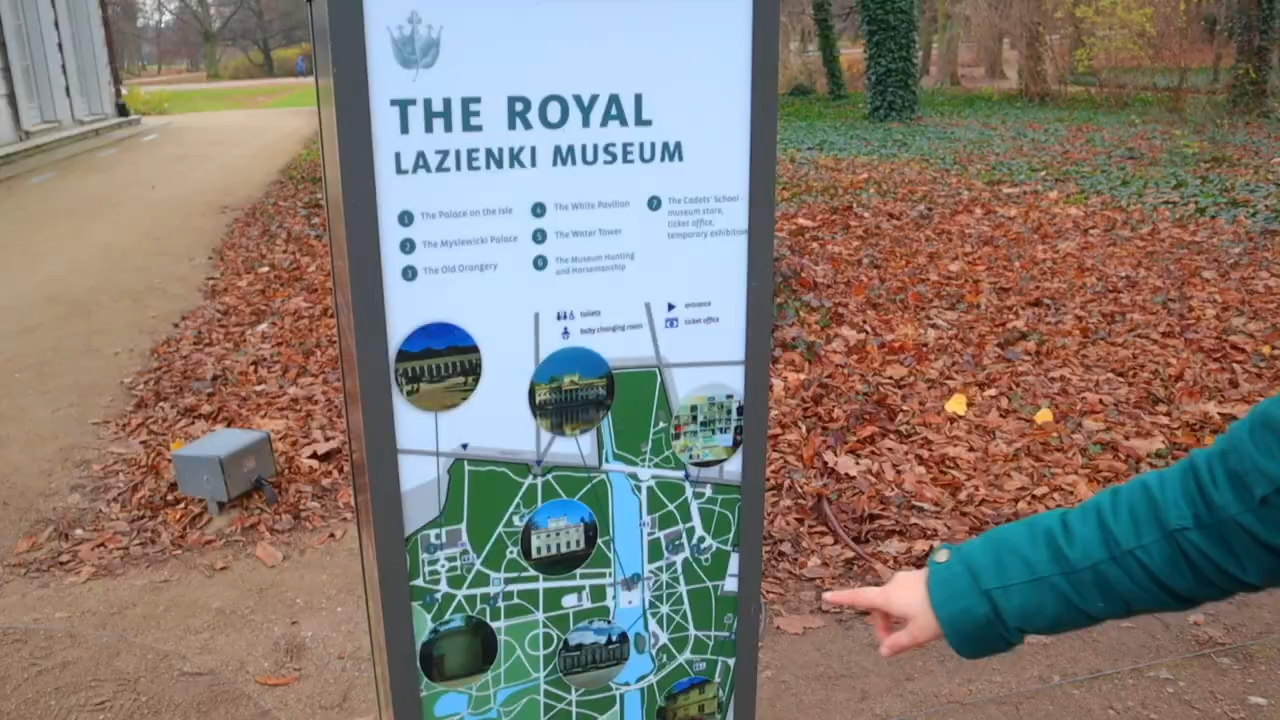 THE ROYAL
LAZIENKI MUSEUM
1 The Palace on the Isle
2 The Myslewicki Palace
3 The Old Orangery
4 The White Pavilion
5 The Water Tower
6 The Museum Hunting
and Horsemanship
7 The Cadets' School
museum store,
ticket office,
temporary exhibition
toilets
baby changing room
entrance
ticket office